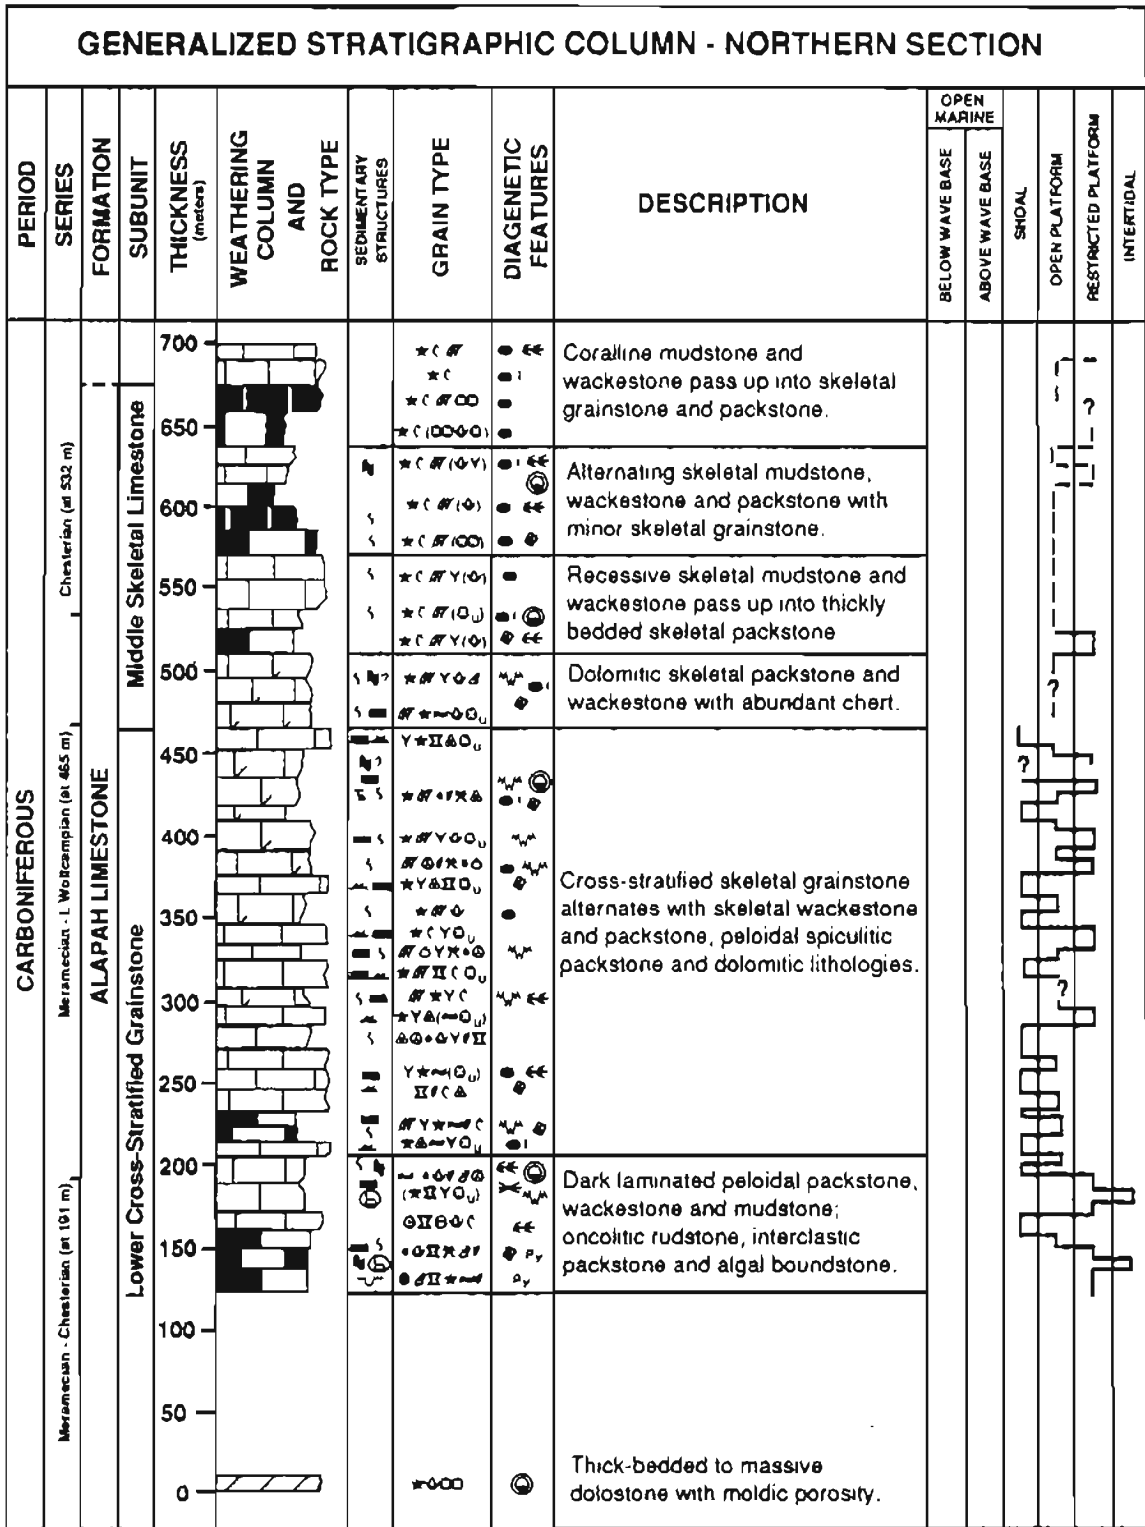 GENERALIZED STRATIGRAPHIC COLUMN - NORTHERN SECTION
PERIOD
SERIES
FORMATION
SUBUNIT
THICKNESS
(meters)
WEATHERING
COLUMN
AND
ROCK TYPE
SEDIMENTARY
STRUCTURES
GRAIN TYPE
DIAGENETIC
FEATURES
DESCRIPTION
OPEN
MARINE
BELOW WAVE BASE
ABOVE WAVE BASE
SHOAL
OPEN PLATFORM
RESTRICTED PLATFORM
INTERTIDAL
CARBONIFEROUS
Chesterian (at 532 m)
Meramecian - L Wolfcampian (at 465 m)
Meramecian - Chesterian (at 191 m)
ALAPAH LIMESTONE
Middle Skeletal Limestone
Lower Cross-Stratified Grainstone
700
650
600
550
500
450
400
350
300
250
200
150
100
50
0
Coralline mudstone and
wackestone pass up into skeletal
grainstone and packstone.
Alternating skeletal mudstone,
wackestone and packstone with
minor skeletal grainstone.
Recessive skeletal mudstone and
wackestone pass up into thickly
bedded skeletal packstone
Dolomitic skeletal packstone and
wackestone with abundant chert.
Cross-stratified skeletal grainstone
alternates with skeletal wackestone
and packstone, peloidal spiculitic
packstone and dolomitic lithologies.
Dark laminated peloidal packstone,
wackestone and mudstone;
oncolitic rudstone, interclastic
packstone and algal boundstone.
Thick-bedded to massive
dolostone with moldic porosity.
?
?
?
?